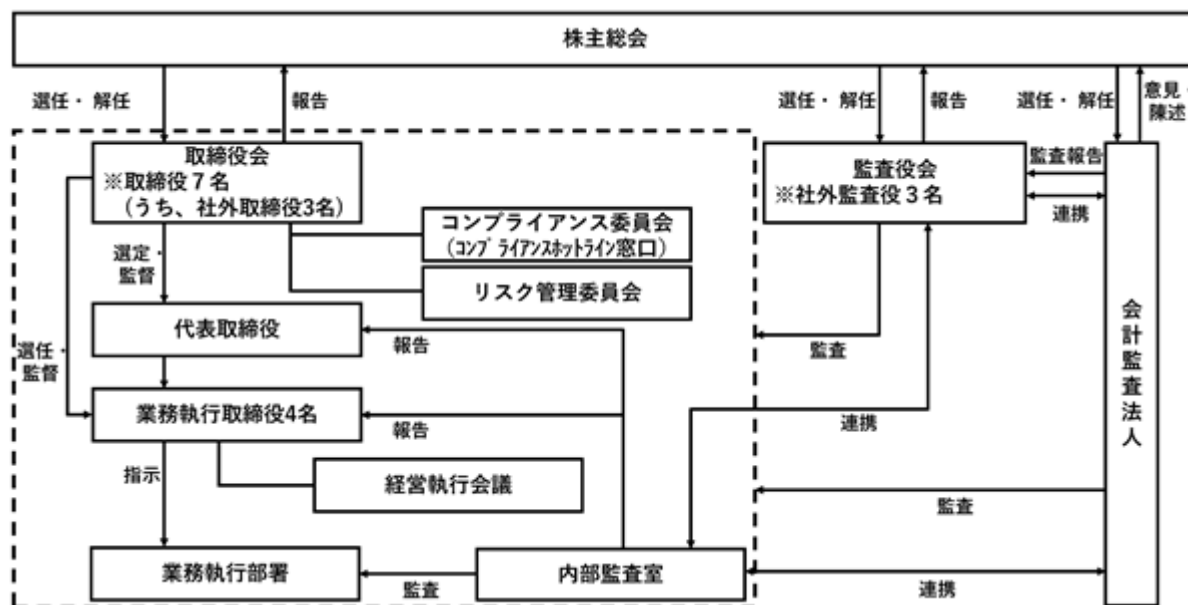 株主総会
選任・ 解任
報告
選任・ 解任
報告
選任・ 解任
意見・
陳述
取締役会
※取締役７名
（うち、社外取締役3名）
監査役会
※社外監査役３名
監査報告
連携
コンプライアンス委員会
（コンプライアンスホットライン窓口）
選定・
監督
リスク管理委員会
代表取締役
報告
選任・
監督
監査
会計監査法人
業務執行取締役4名
報告
連携
指示
経営執行会議
監査
業務執行部署
監査
内部監査室
連携